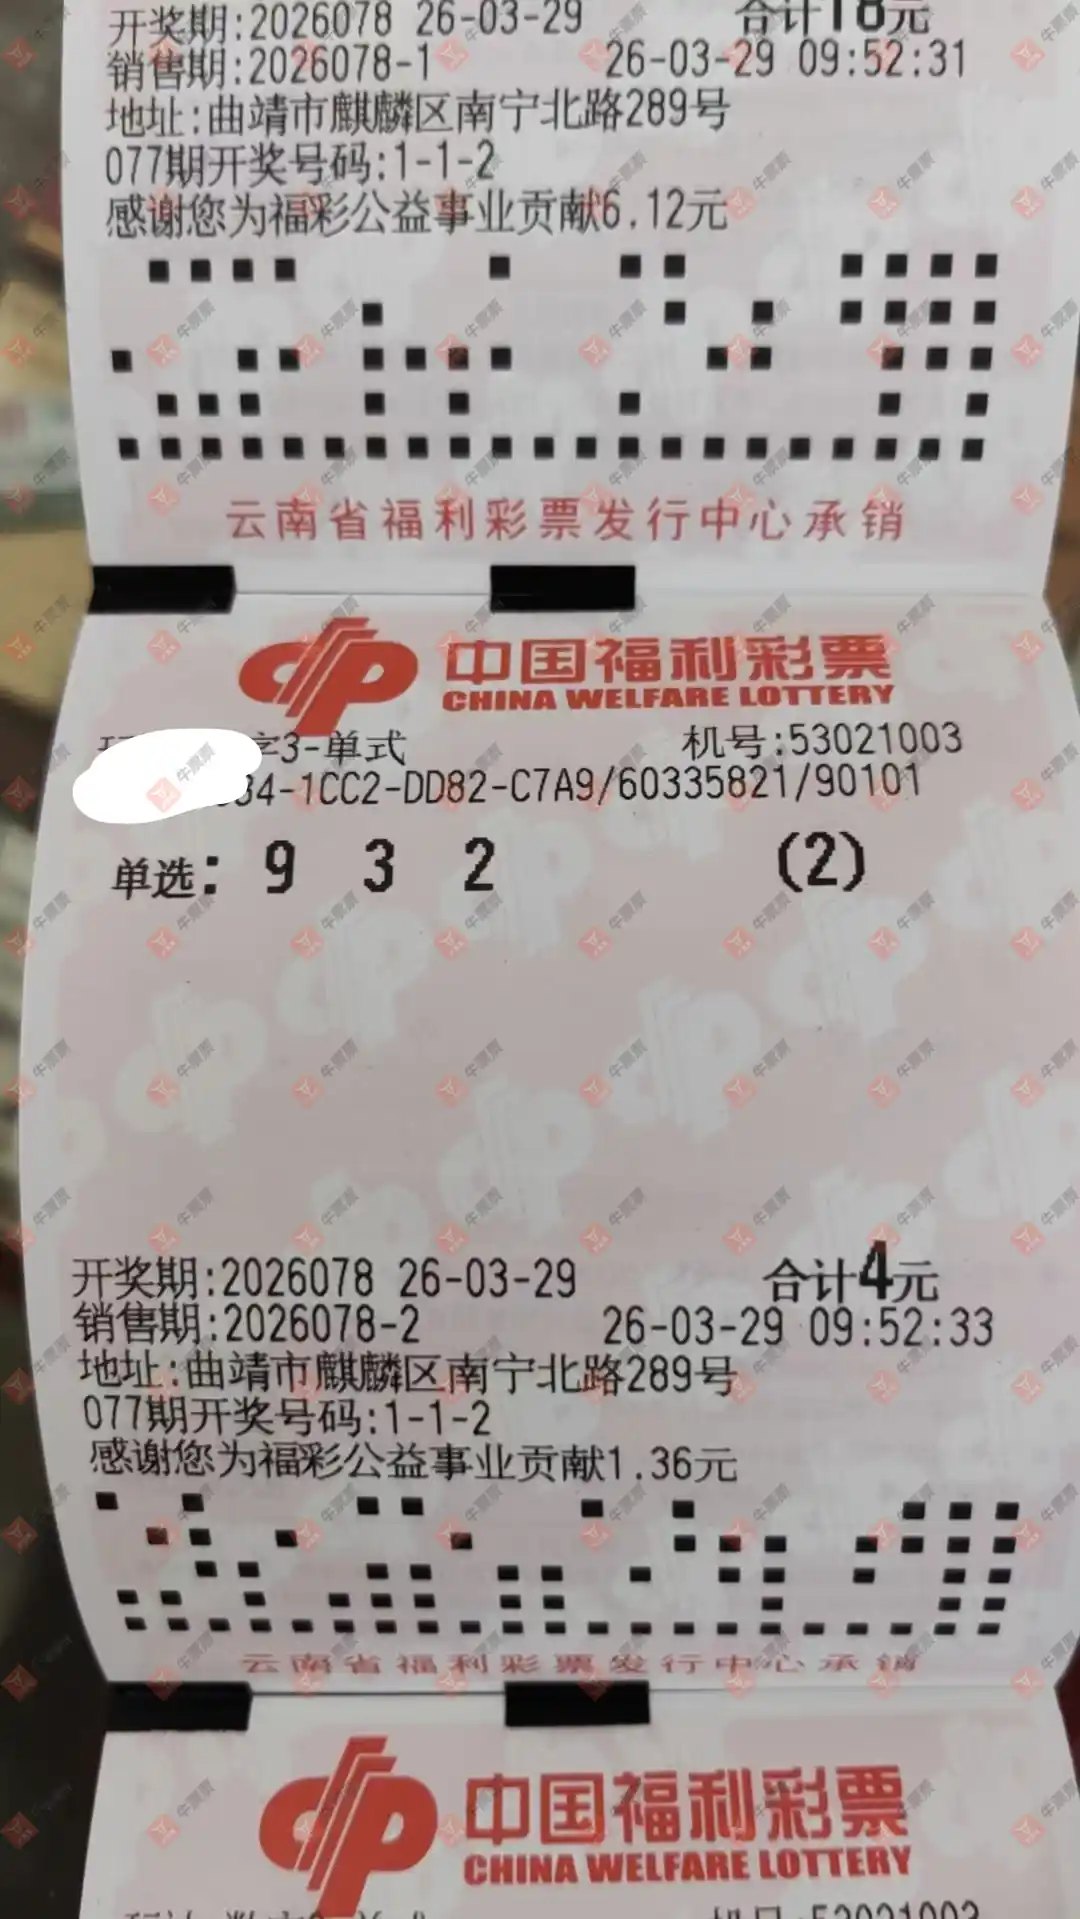 开奖期:2026078 26-03-29 合计18元
销售期:2026078-1 26-03-29 09:52:31
地址:曲靖市麒麟区南宁北路289号
077期开奖号码:1-1-2
感谢您为福彩公益事业贡献6.12元
云南省福利彩票发行中心承销
中国福利彩票
CHINA WELFARE LOTTERY
字3-单式 机号:53021003
34-1CC2-DD82-C7A9/60335821/90101
单选: 9 3 2 (2)
开奖期:2026078 26-03-29 合计4元
销售期:2026078-2 26-03-29 09:52:33
地址:曲靖市麒麟区南宁北路289号
077期开奖号码:1-1-2
感谢您为福彩公益事业贡献1.36元
云南省福利彩票发行中心承销
中国福利彩票
CHINA WELFARE LOTTERY
机号:53021003
牛票票